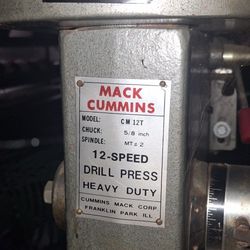 MACK
CUMMINS
MODEL: CM 12T
CHUCK: 5/8 inch
SPINDLE: MT# 2
12-SPEED
DRILL PRESS
HEAVY DUTY
CUMMINS MACK CORP.
FRANKLIN PARK ILL.